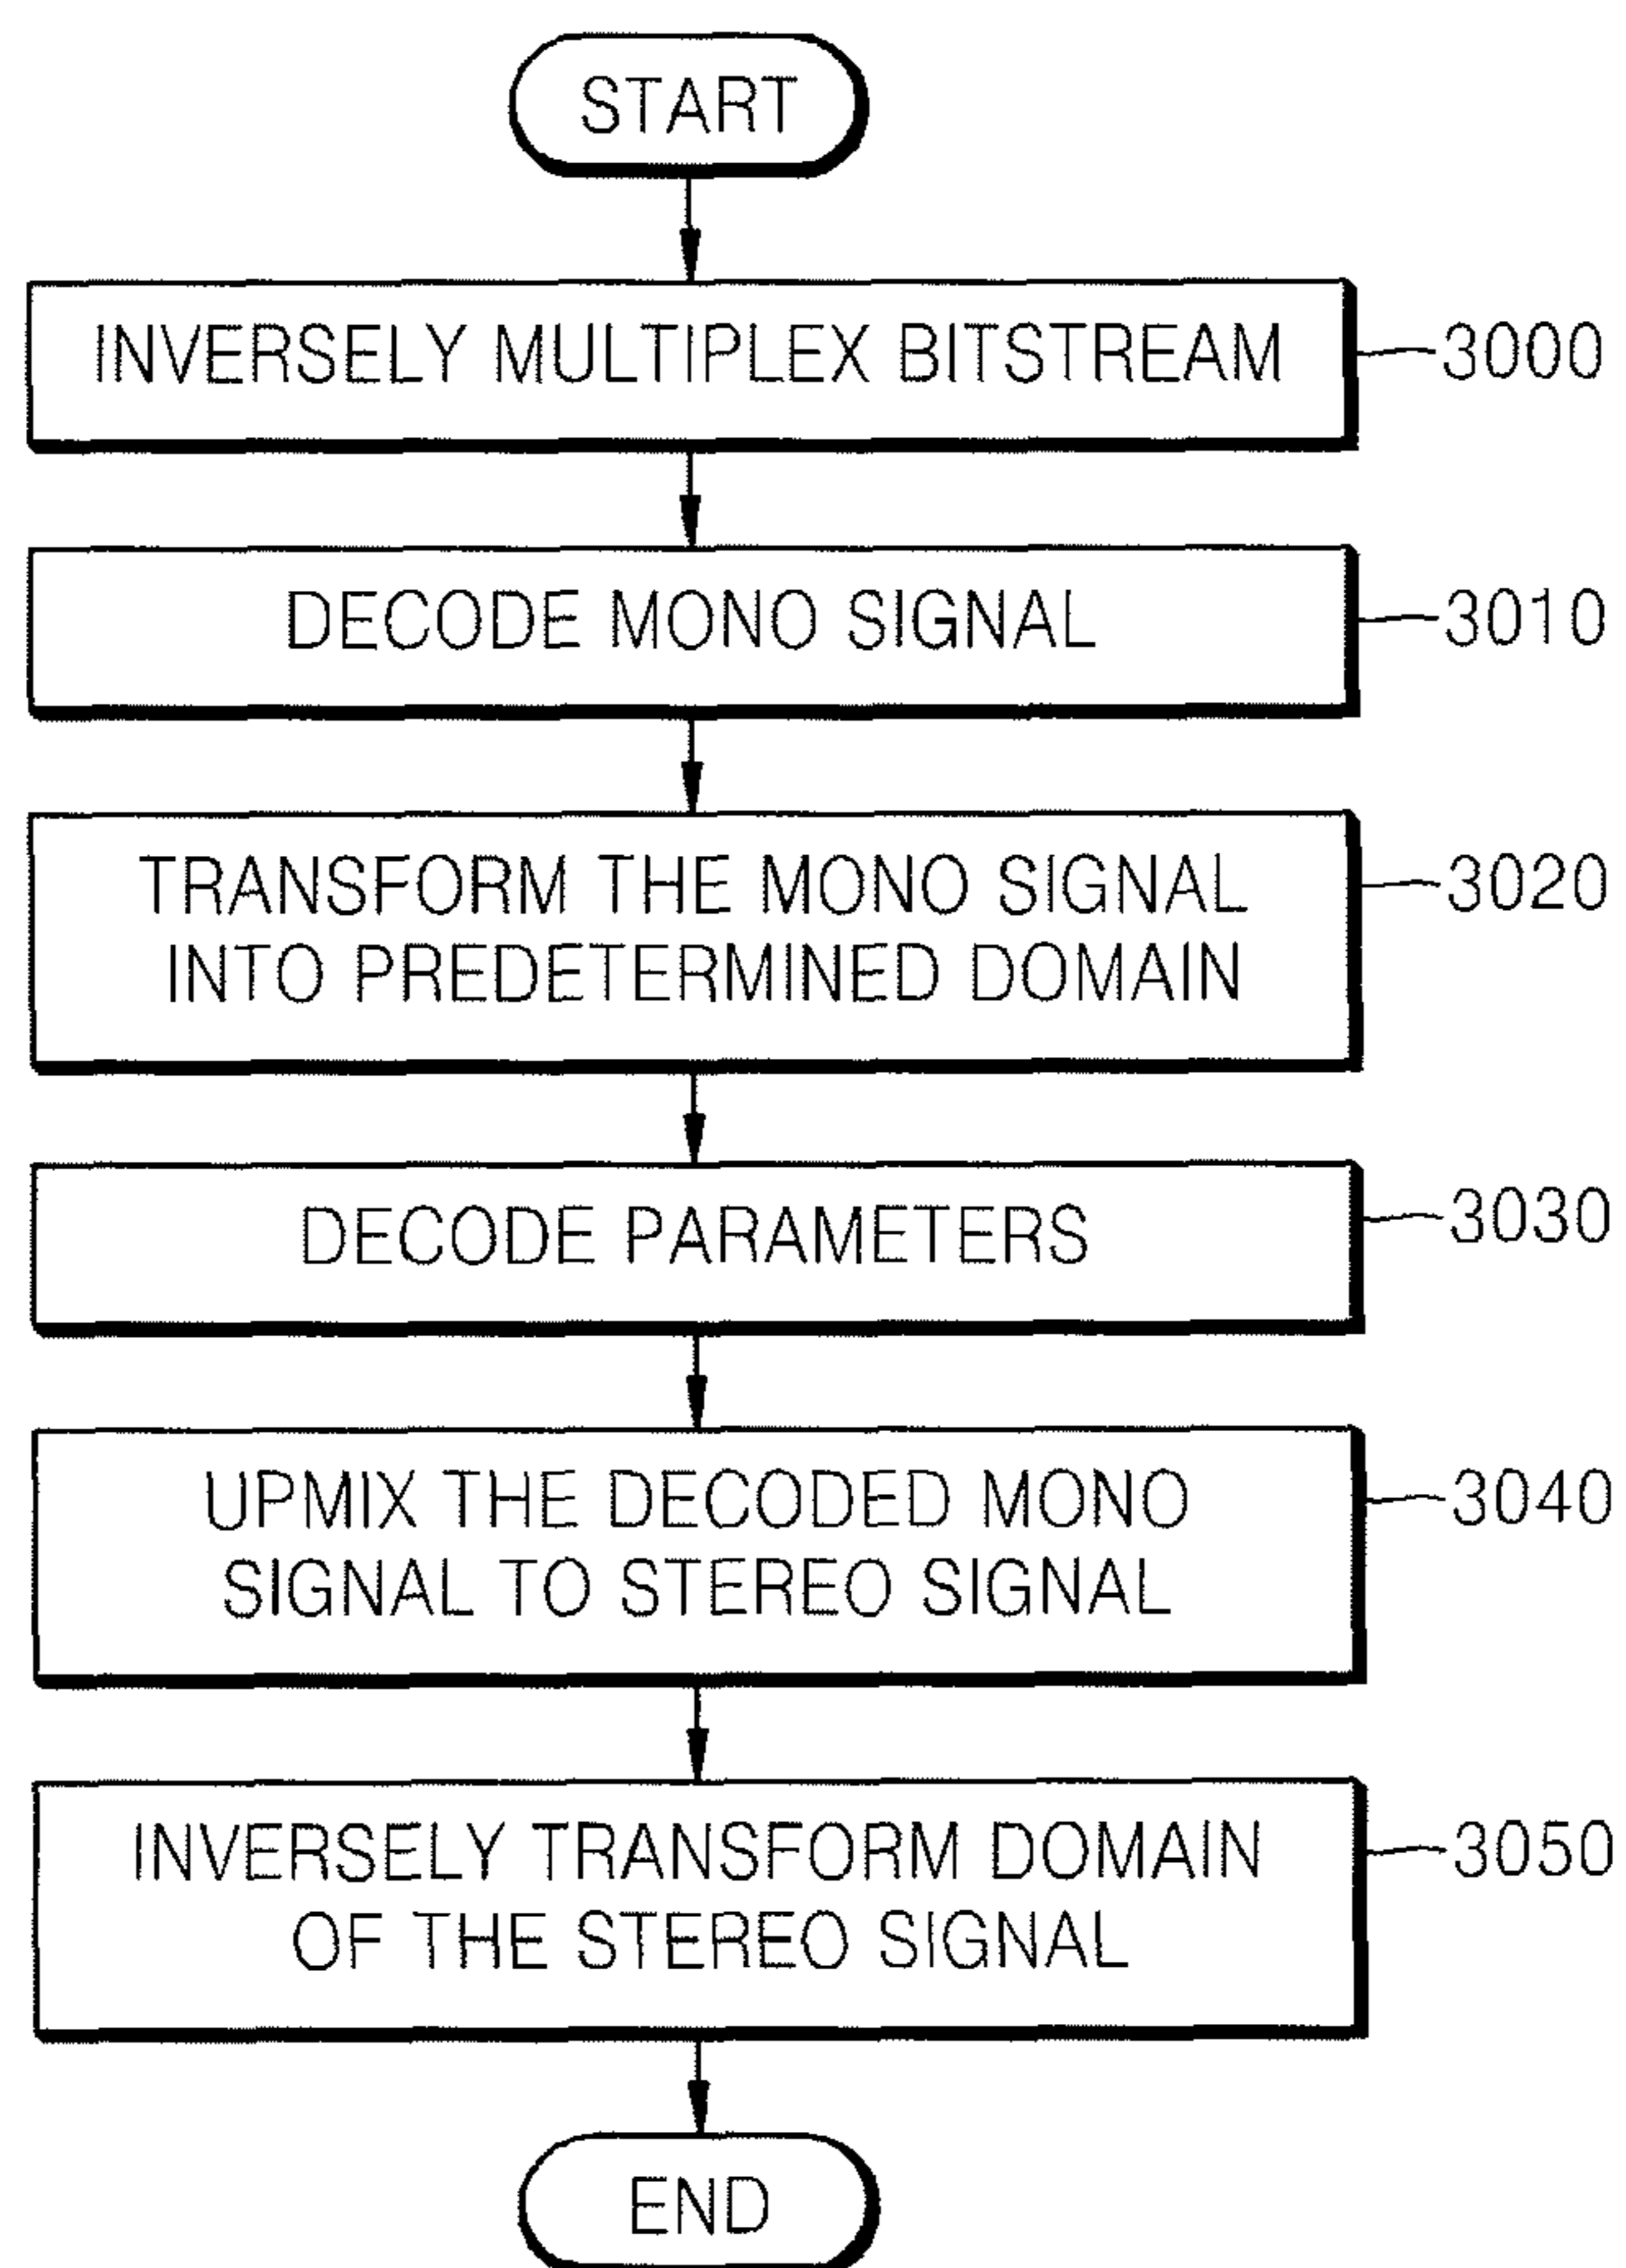 START
INVERSELY MULTIPLEX BITSTREAM
3000
DECODE MONO SIGNAL
3010
TRANSFORM THE MONO SIGNAL
INTO PREDETERMINED DOMAIN
3020
DECODE PARAMETERS
3030
UPMIX THE DECODED MONO
SIGNAL TO STEREO SIGNAL
3040
INVERSELY TRANSFORM DOMAIN
OF THE STEREO SIGNAL
3050
END